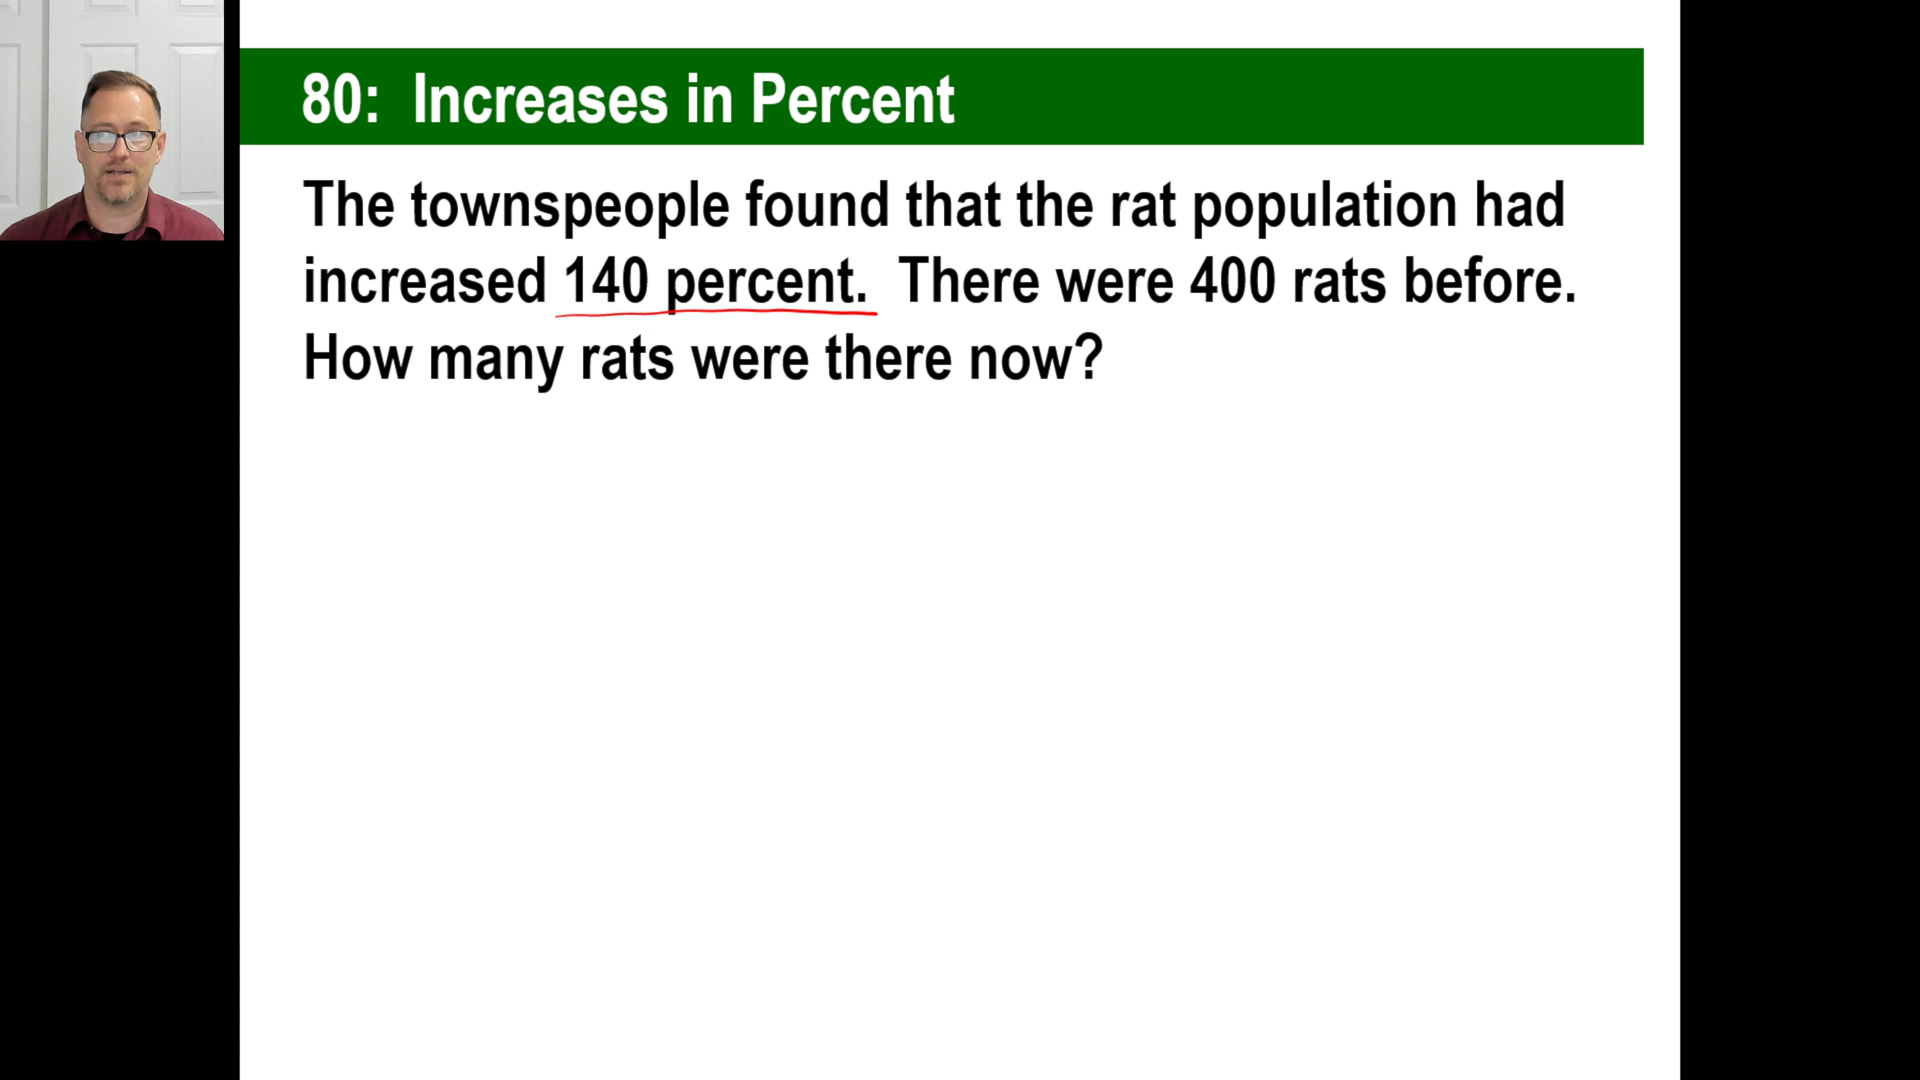 80: Increases in Percent
The townspeople found that the rat population had
increased 140 percent. There were 400 rats before.
How many rats were there now?